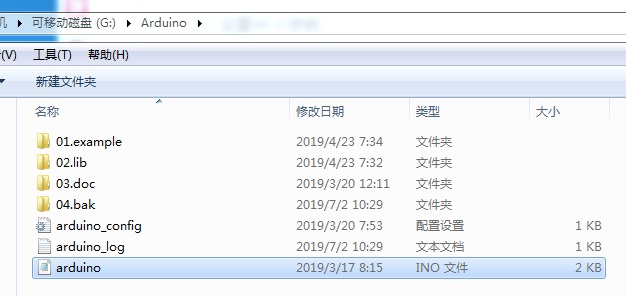 机 ▸ 可移动磁盘 (G:) ▸ Arduino ▸
(V) 工具(T) 帮助(H)
新建文件夹
名称 修改日期 类型 大小
01.example 2019/4/23 7:34 文件夹
02.lib 2019/4/23 7:32 文件夹
03.doc 2019/3/20 12:11 文件夹
04.bak 2019/7/2 10:29 文件夹
arduino_config 2019/3/20 7:53 配置设置 1 KB
arduino_log 2019/7/2 10:29 文本文档 1 KB
arduino 2019/3/17 8:15 INO 文件 2 KB